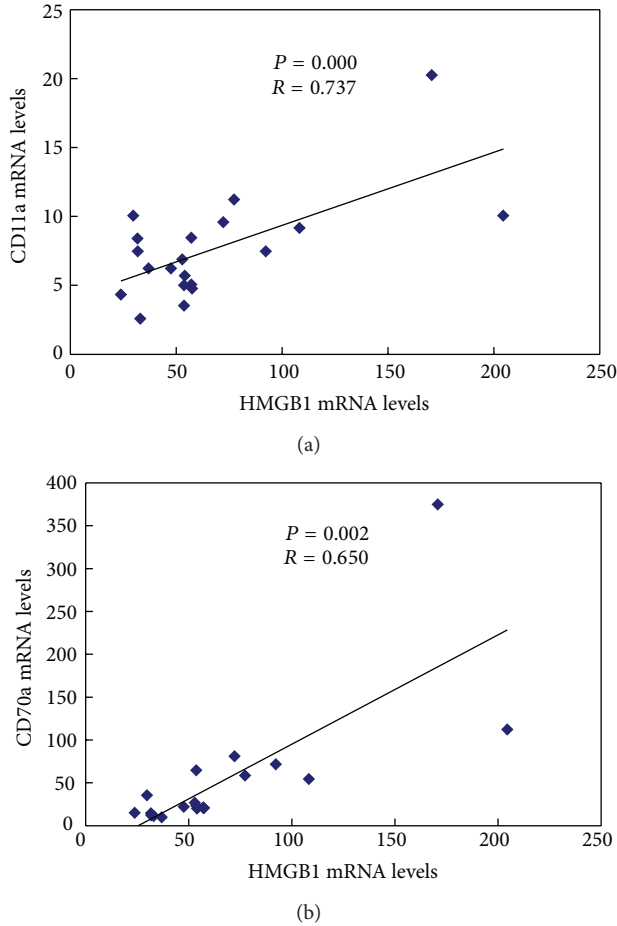 25
20
15
10
5
0
CD11a mRNA levels
P = 0.000
R = 0.737
0 50 100 150 200 250
HMGB1 mRNA levels
(a)
400
350
300
250
200
150
100
50
0
CD70a mRNA levels
P = 0.002
R = 0.650
0 50 100 150 200 250
HMGB1 mRNA levels
(b)